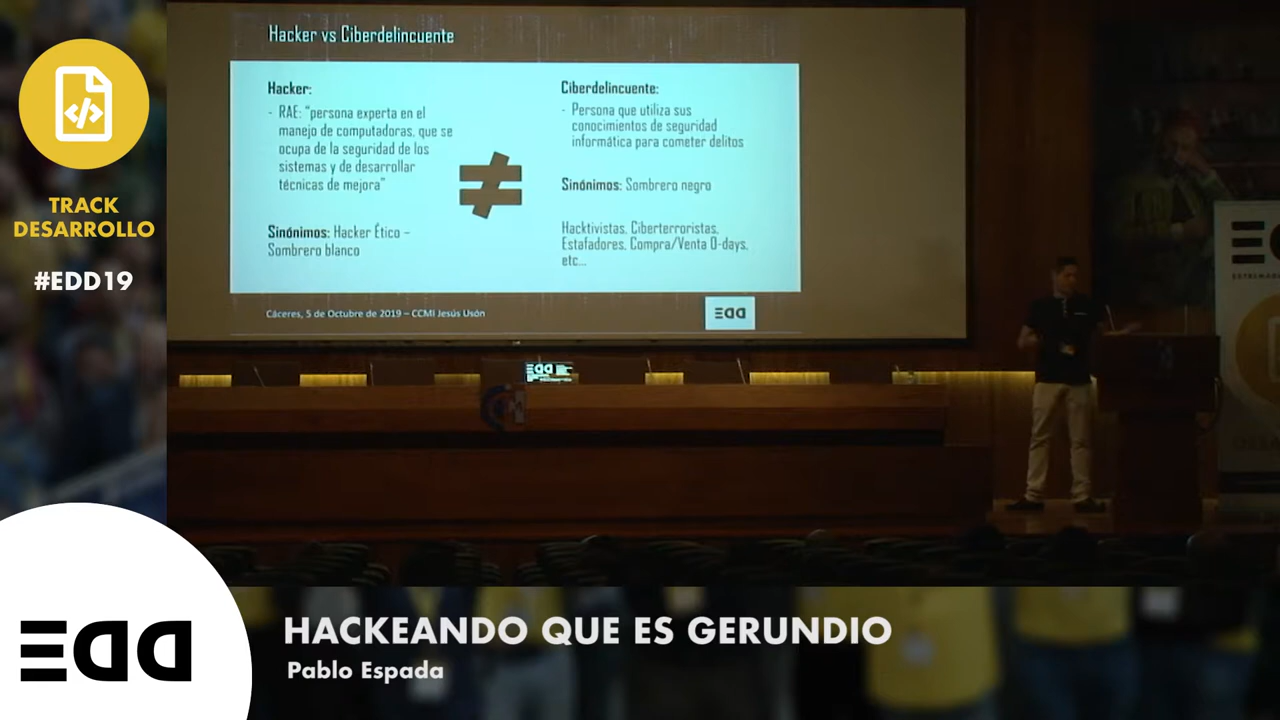 TRACK
DESARROLLO
#EDD19
Hacker vs Ciberdelincuente
Hacker:
- RAE: "persona experta en el
manejo de computadoras, que se
ocupa de la seguridad de los
sistemas y de desarrollar
técnicas de mejora"
Sinónimos: Hacker Ético –
Sombrero blanco
Ciberdelincuente:
- Persona que utiliza sus
conocimientos de seguridad
informática para cometer delitos
Sinónimos: Sombrero negro
Hacktivistas, Ciberterroristas,
Estafadores, Compra/Venta 0-days,
etc...
Cáceres, 5 de Octubre de 2019 – CCMI Jesús Usón
EDD
EDD
HACKEANDO QUE ES GERUNDIO
Pablo Espada